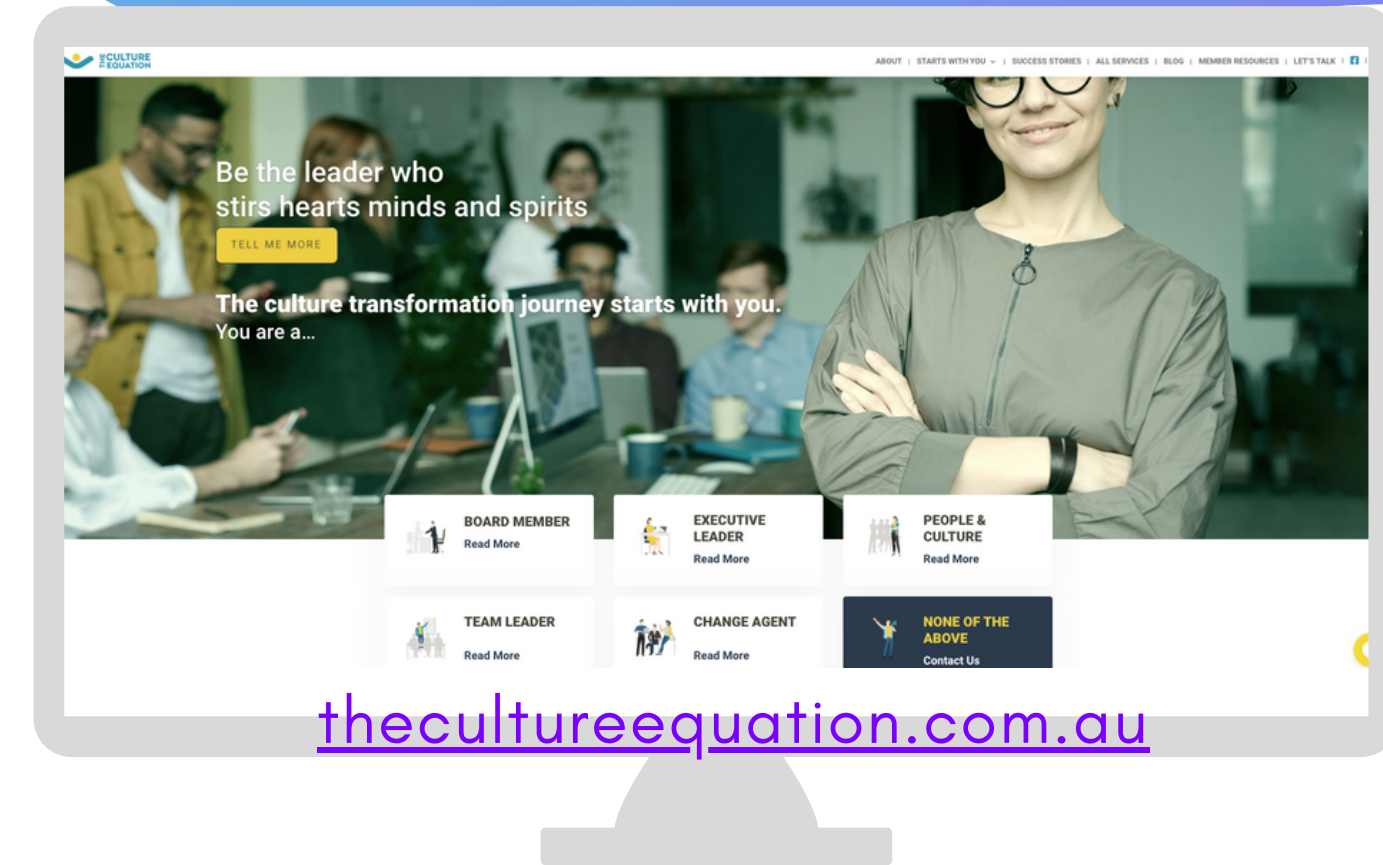 THE CULTURE
EQUATION
ABOUT | STARTS WITH YOU | SUCCESS STORIES | ALL SERVICES | BLOG | MEMBER RESOURCES | LET'S TALK
Be the leader who
stirs hearts minds and spirits
TELL ME MORE
The culture transformation journey starts with you.
You are a...
BOARD MEMBER
Read More
EXECUTIVE
LEADER
Read More
PEOPLE &
CULTURE
Read More
TEAM LEADER
Read More
CHANGE AGENT
Read More
NONE OF THE
ABOVE
Contact Us
thecultureequation.com.au